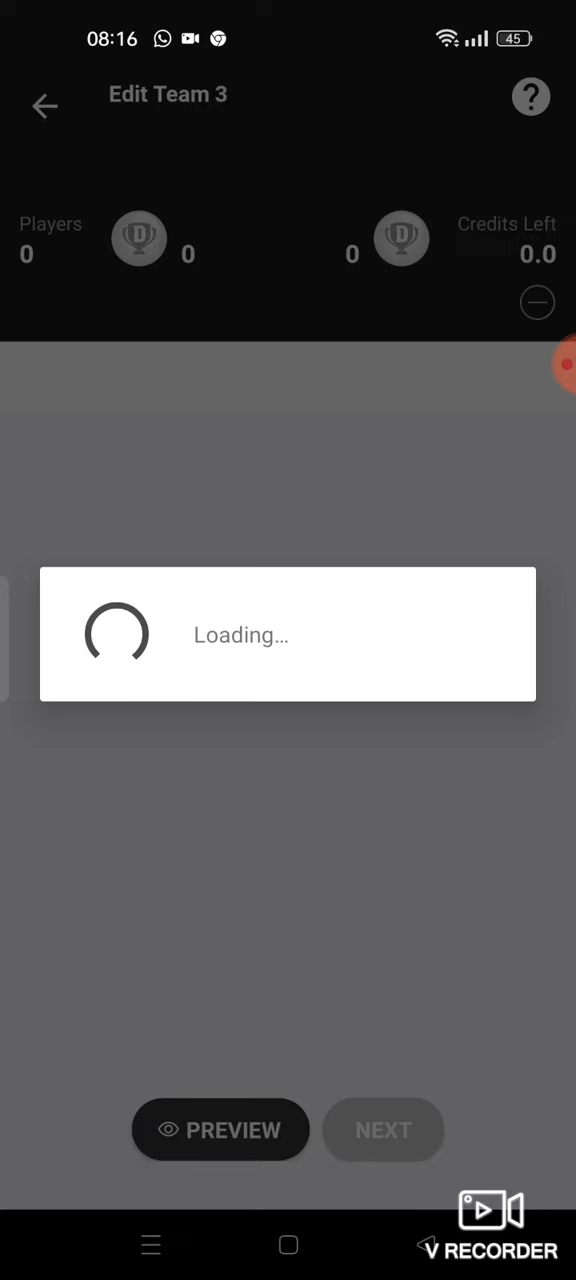 08:16
45
Edit Team 3
?
Players
Credits Left
0
D
0
0
D
0.0
Loading...
PREVIEW
NEXT
V RECORDER